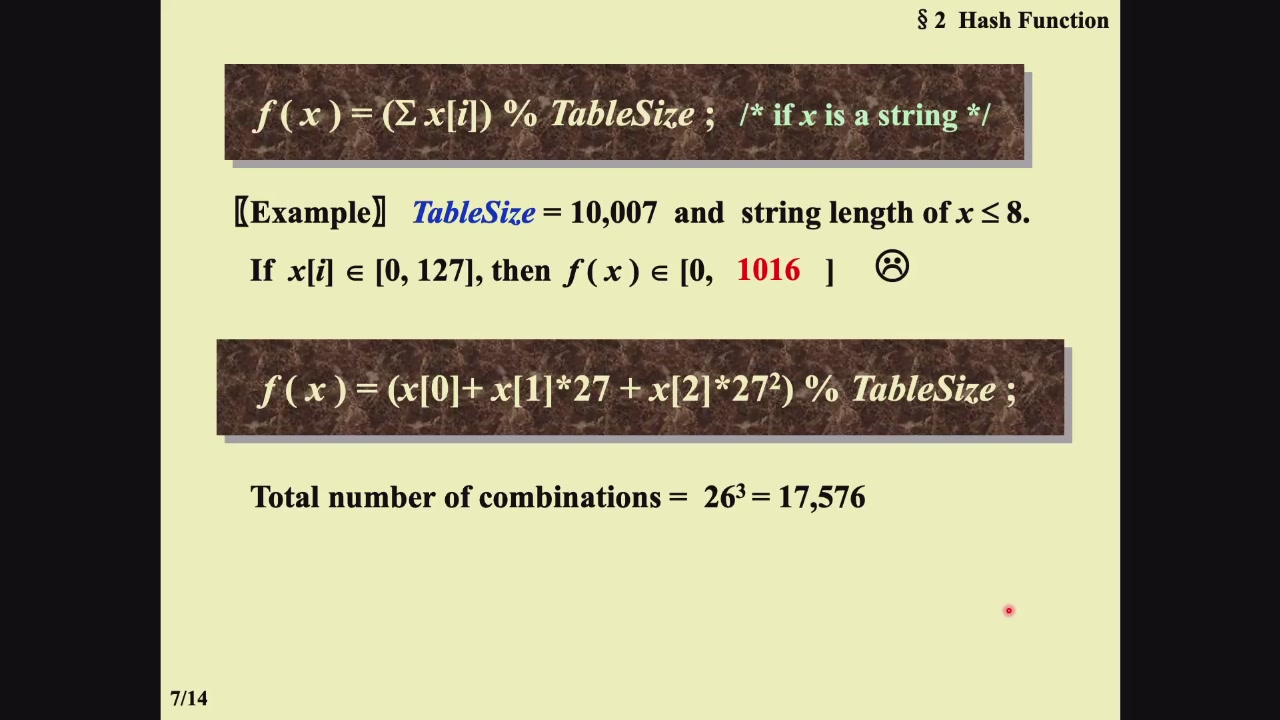 § 2 Hash Function
f ( x ) = (Σ x[i]) % TableSize ; /* if x is a string */
〖Example〗 TableSize = 10,007 and string length of x ≤ 8.
If x[i] ∈ [0, 127], then f ( x ) ∈ [0, 1016 ] ☹
f ( x ) = (x[0]+ x[1]*27 + x[2]*27²) % TableSize ;
Total number of combinations = 26³ = 17,576
7/14